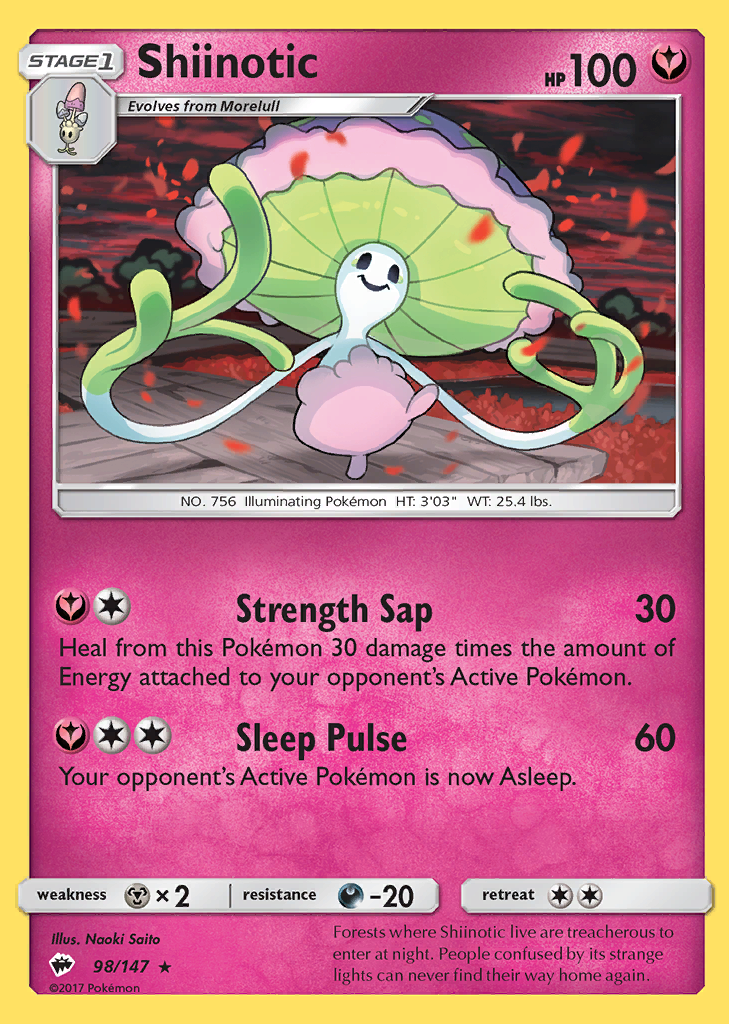 STAGE1
Shiinotic
HP 100
Evolves from Morelull
NO. 756 Illuminating Pokémon HT: 3'03" WT: 25.4 lbs.
Strength Sap 30
Heal from this Pokémon 30 damage times the amount of
Energy attached to your opponent's Active Pokémon.
Sleep Pulse 60
Your opponent's Active Pokémon is now Asleep.
weakness ×2 resistance -20 retreat
Illus. Naoki Saito
98/147 ★
©2017 Pokémon
Forests where Shiinotic live are treacherous to
enter at night. People confused by its strange
lights can never find their way home again.